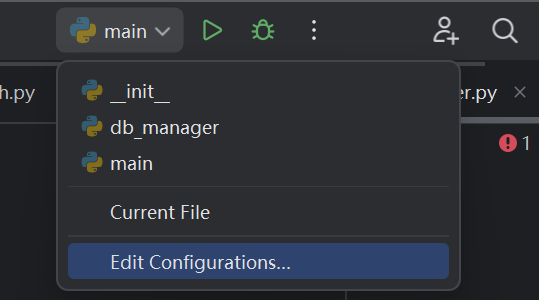 main
h.py
er.py
1
__init__
db_manager
main
Current File
Edit Configurations...